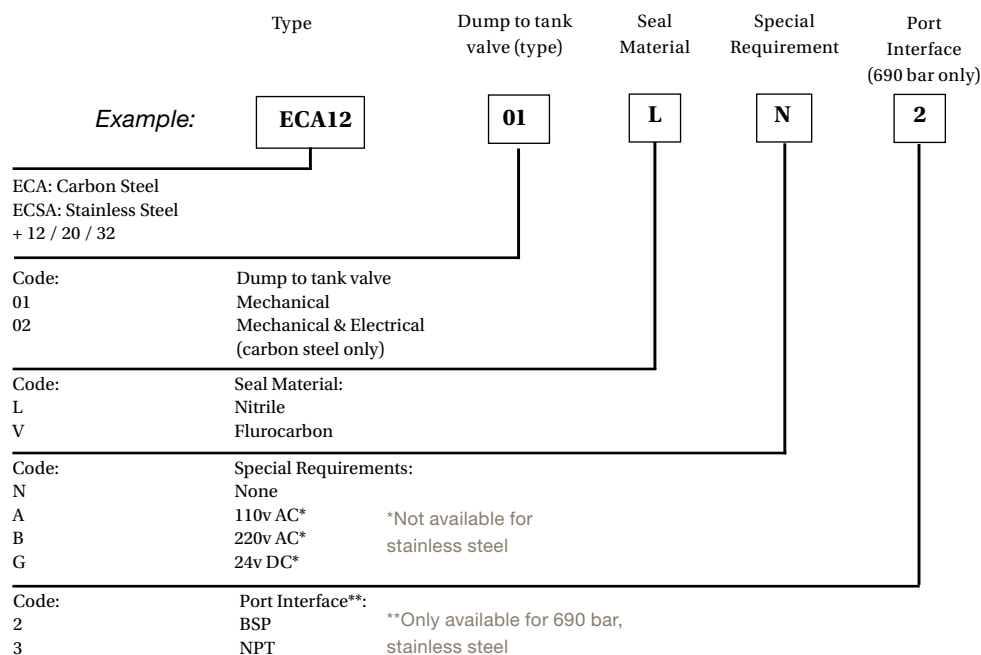 Type
Dump to tank
valve (type)
Seal
Material
Special
Requirement
Port
Interface
(690 bar only)
Example:
ECA12
01
L
N
2
ECA: Carbon Steel
ECSA: Stainless Steel
+ 12 / 20 / 32
Code: Dump to tank valve
01 Mechanical
02 Mechanical & Electrical
(carbon steel only)
Code: Seal Material:
L Nitrile
V Flurocarbon
Code: Special Requirements:
N None
A 110v AC*
B 220v AC*
G 24v DC*
*Not available for
stainless steel
Code: Port Interface**:
2 BSP
3 NPT
**Only available for 690 bar,
stainless steel